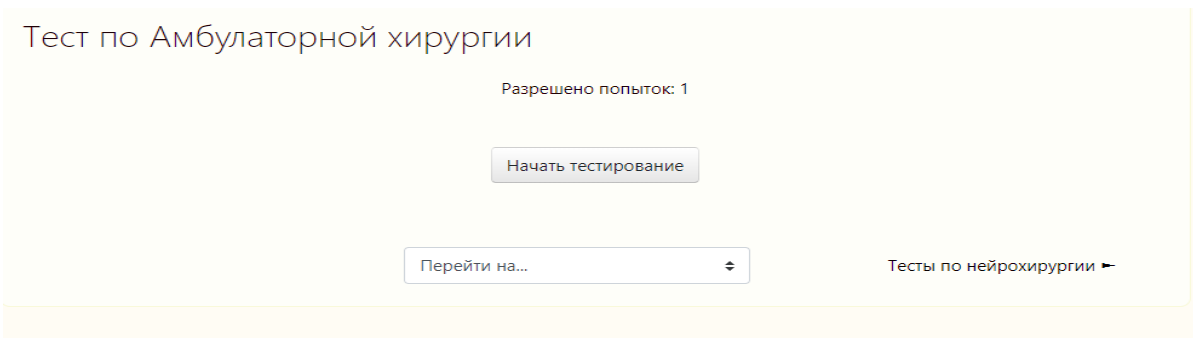 Тест по Амбулаторной хирургии
Разрешено попыток: 1
Начать тестирование
Перейти на...
Тесты по нейрохирургии ►